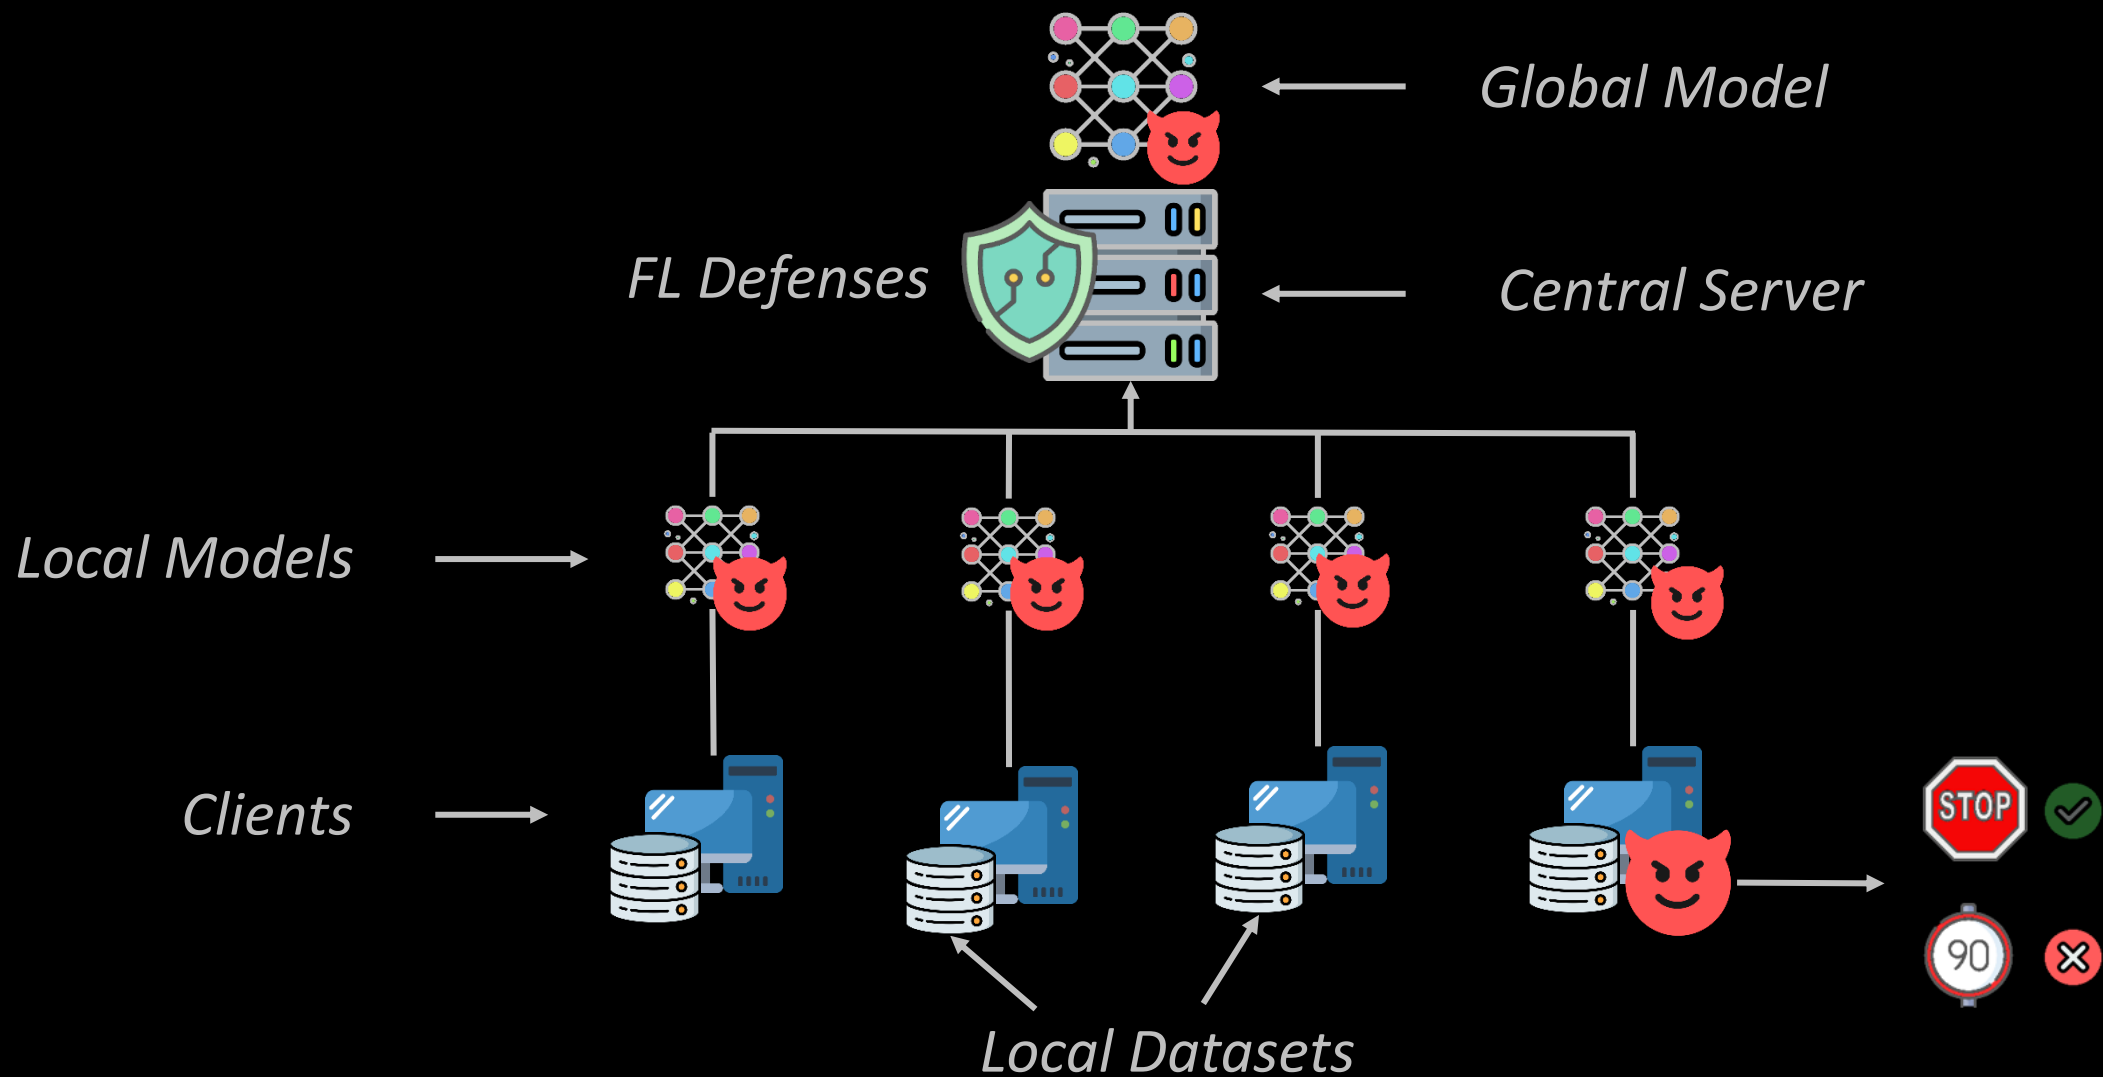 Global Model
FL Defenses
Central Server
Local Models
Clients
STOP
90
Local Datasets